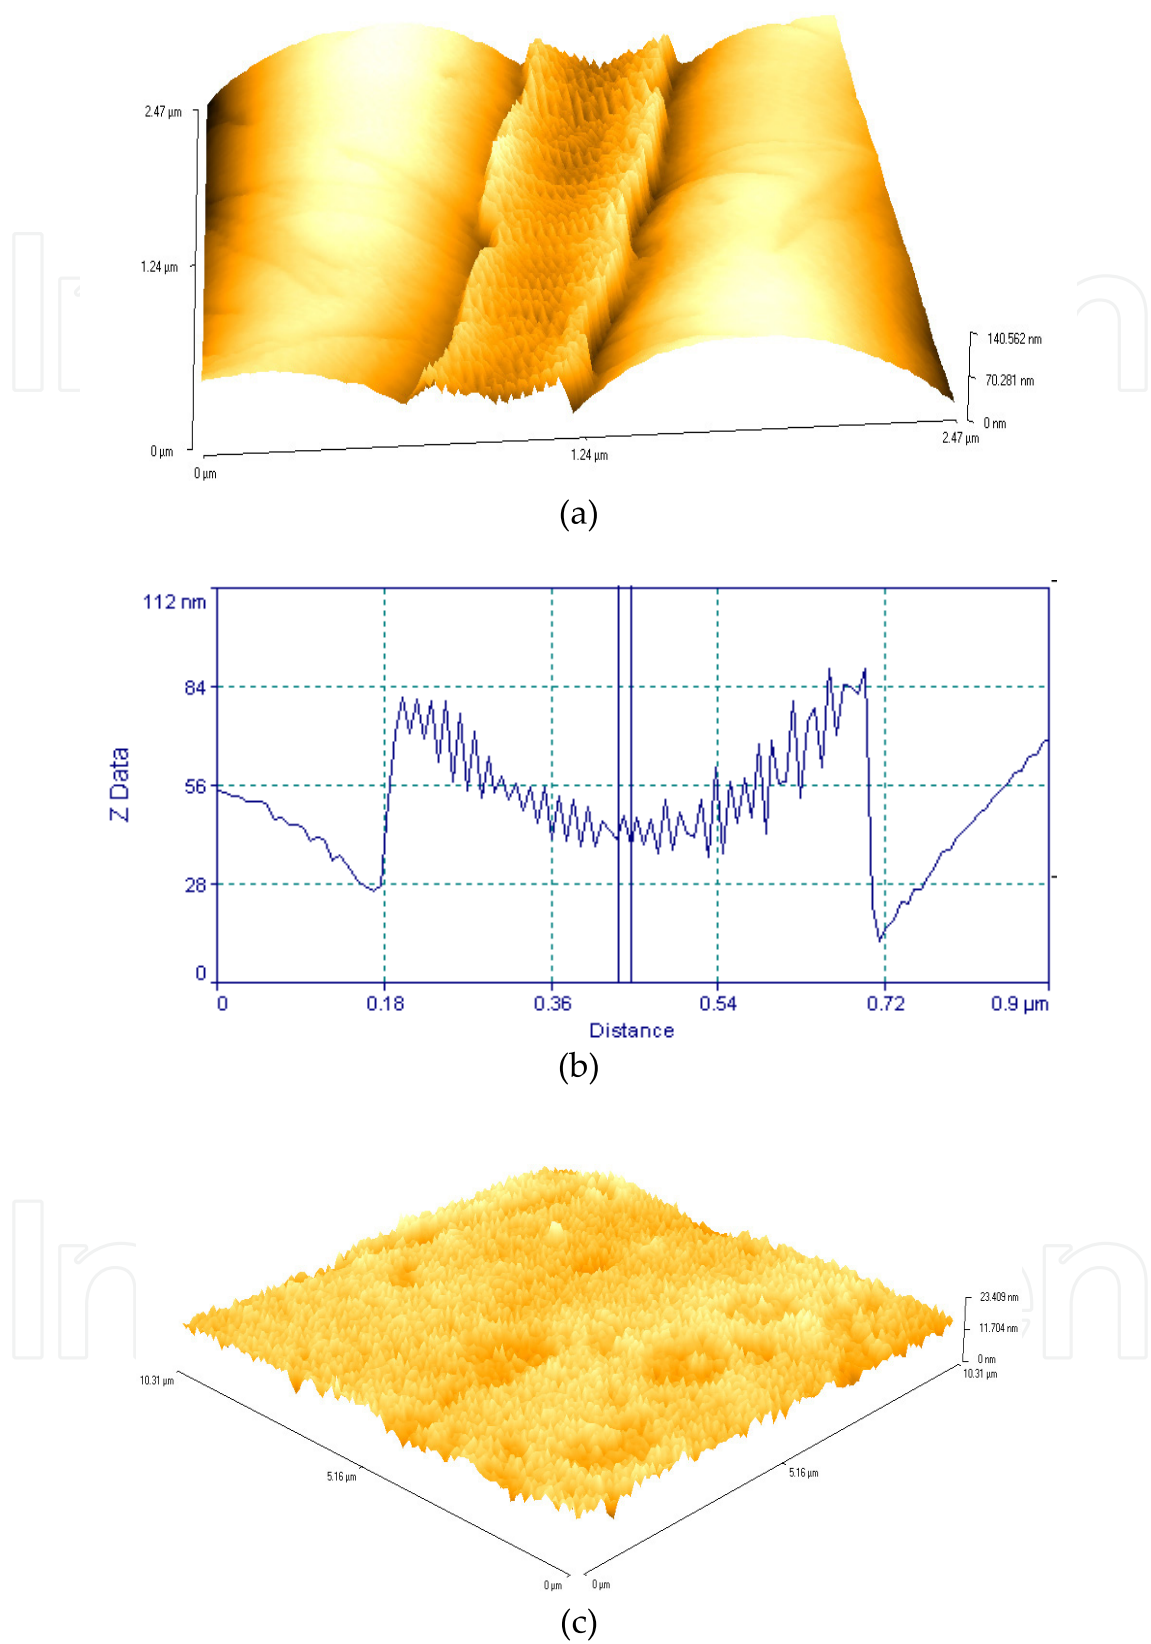 2.47 µm
1.24 µm
140.562 nm
70.281 nm
0 nm
0 µm
2.47 µm
1.24 µm
0 µm
(a)
112 nm
84
56
28
0
Z Data
0 0.18 0.36 0.54 0.72 0.9 µm
Distance
(b)
23.409 nm
11.704 nm
0 nm
10.31 µm
10.31 µm
5.16 µm
5.16 µm
0 µm
0 µm
(c)